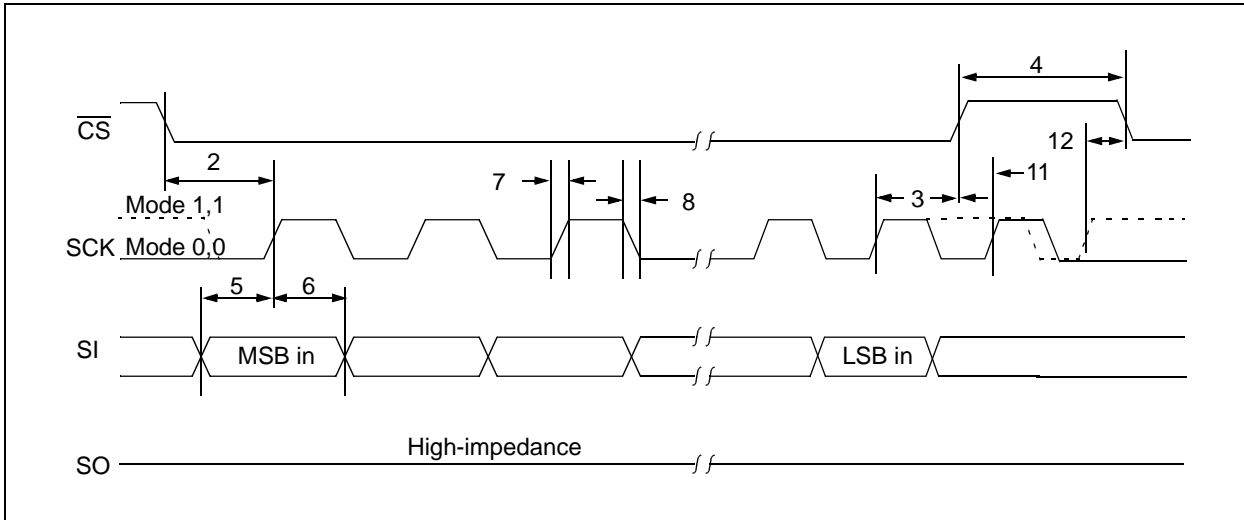 4
CS
12
2
11
7
8
3
Mode 1,1
SCK Mode 0,0
5
6
SI
MSB in
LSB in
High-impedance
SO